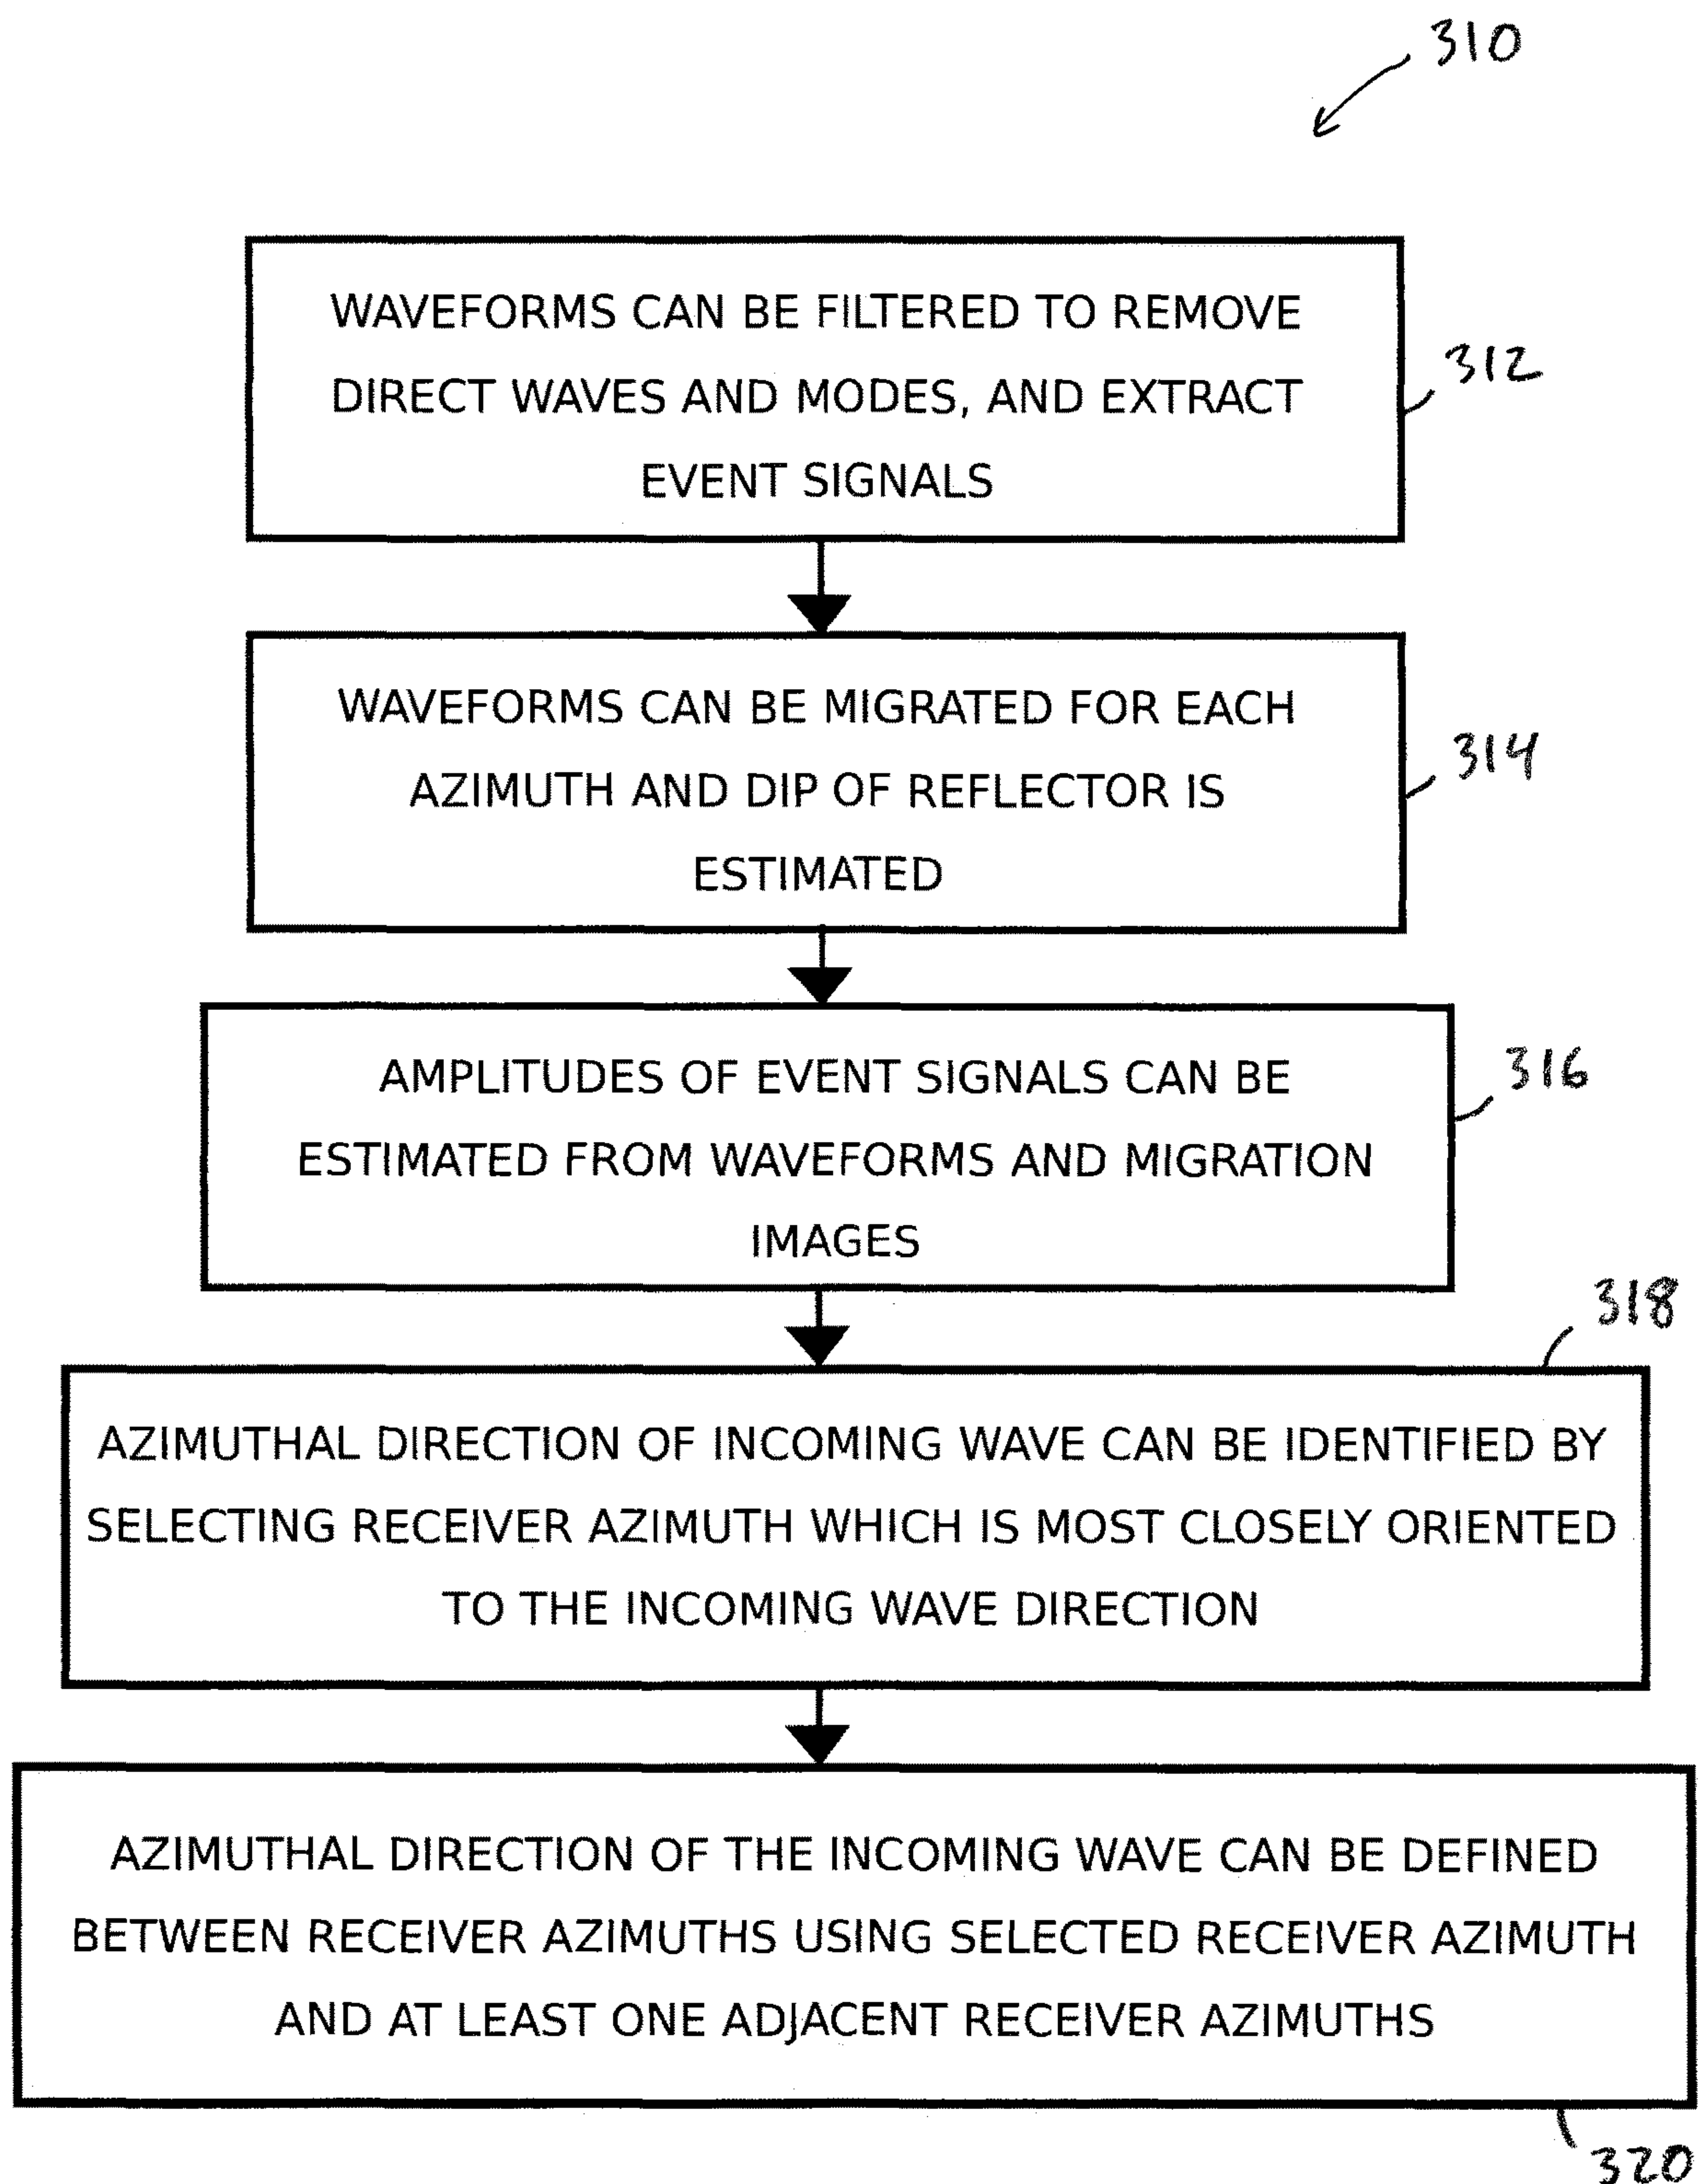 310
WAVEFORMS CAN BE FILTERED TO REMOVE
DIRECT WAVES AND MODES, AND EXTRACT
EVENT SIGNALS
312
WAVEFORMS CAN BE MIGRATED FOR EACH
AZIMUTH AND DIP OF REFLECTOR IS
ESTIMATED
314
AMPLITUDES OF EVENT SIGNALS CAN BE
ESTIMATED FROM WAVEFORMS AND MIGRATION
IMAGES
316
318
AZIMUTHAL DIRECTION OF INCOMING WAVE CAN BE IDENTIFIED BY
SELECTING RECEIVER AZIMUTH WHICH IS MOST CLOSELY ORIENTED
TO THE INCOMING WAVE DIRECTION
AZIMUTHAL DIRECTION OF THE INCOMING WAVE CAN BE DEFINED
BETWEEN RECEIVER AZIMUTHS USING SELECTED RECEIVER AZIMUTH
AND AT LEAST ONE ADJACENT RECEIVER AZIMUTHS
320